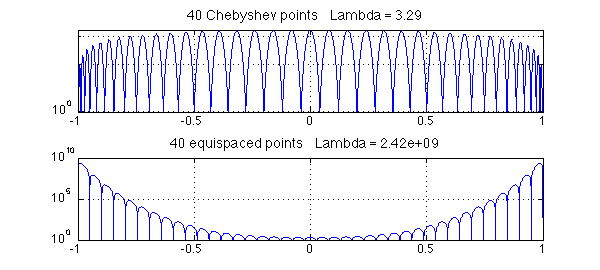 40 Chebyshev points   Lambda = 3.29
10^0
-1 -0.5 0 0.5 1
40 equispaced points   Lambda = 2.42e+09
10^10
10^5
10^0
-1 -0.5 0 0.5 1